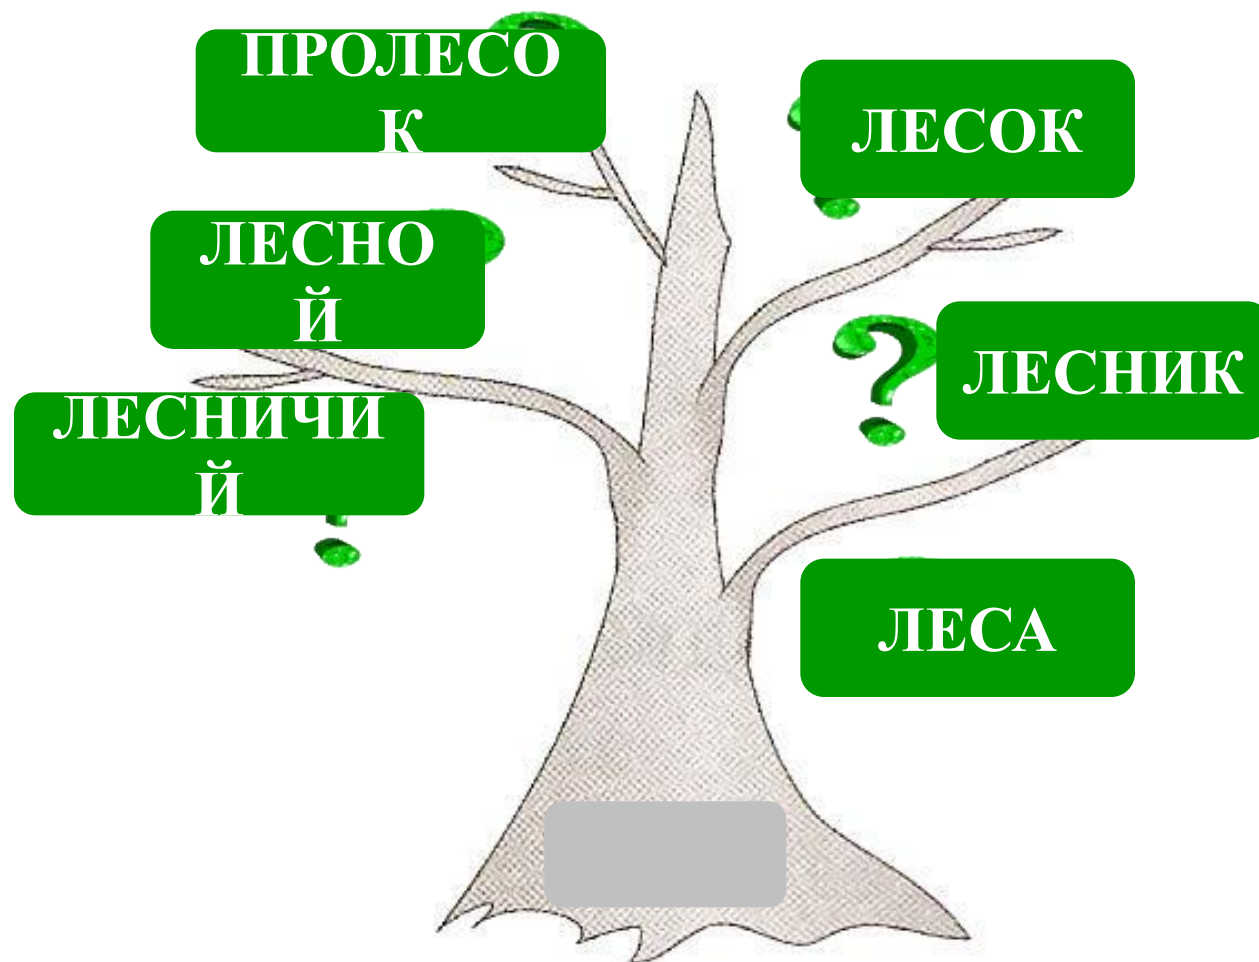 ПРОЛЕСО
К
ЛЕСОК
ЛЕСНО
Й
ЛЕСНИК
ЛЕСНИЧИ
Й
ЛЕСА